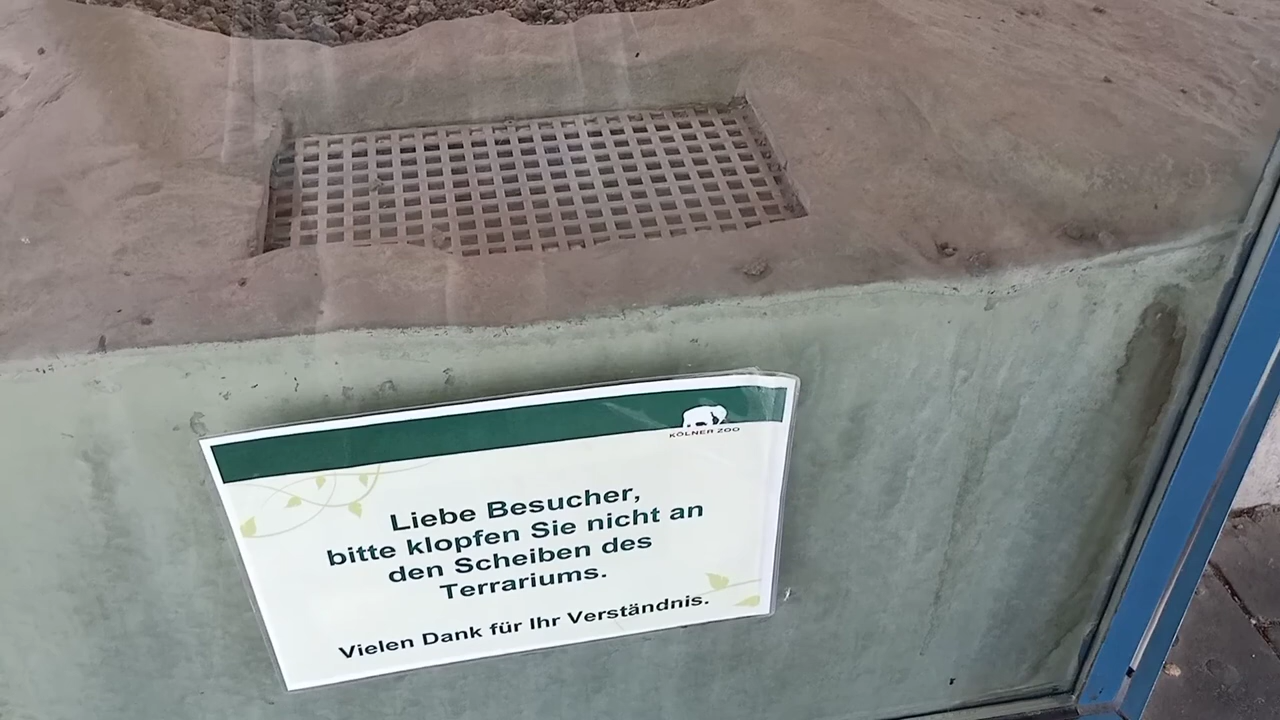 KÖLNER ZOO
Liebe Besucher,
bitte klopfen Sie nicht an
den Scheiben des
Terrariums.
Vielen Dank für Ihr Verständnis.